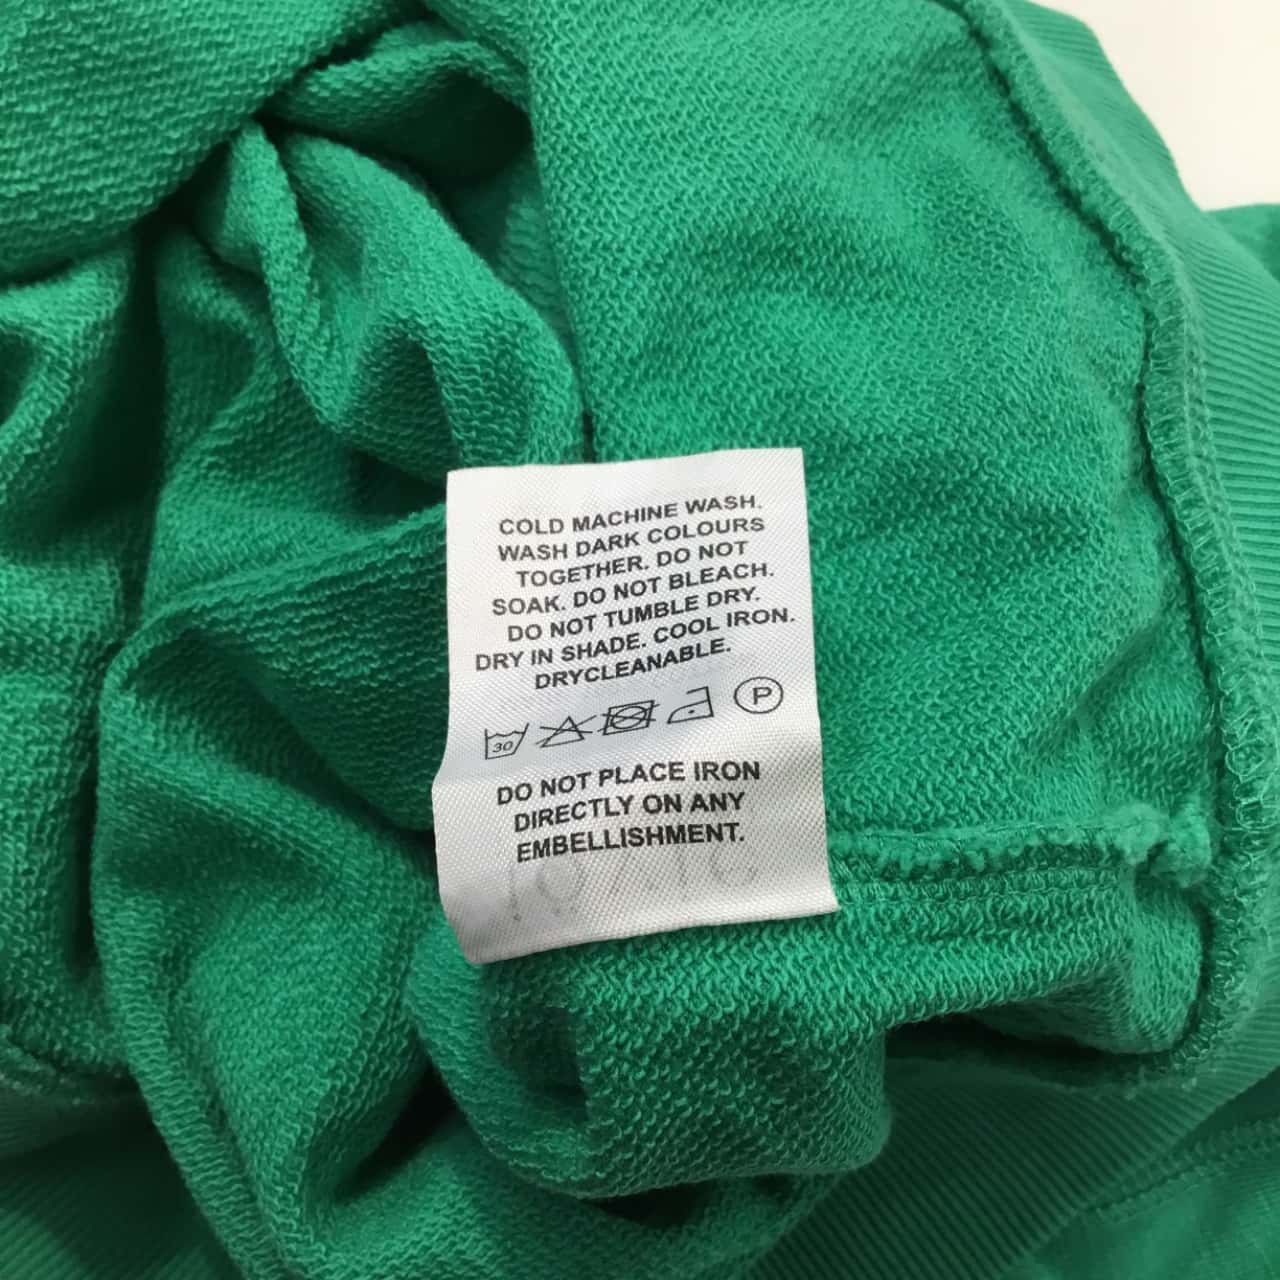 COLD MACHINE WASH.
WASH DARK COLOURS
TOGETHER. DO NOT
SOAK. DO NOT BLEACH.
DO NOT TUMBLE DRY.
DRY IN SHADE. COOL IRON.
DRYCLEANABLE.
30 P
DO NOT PLACE IRON
DIRECTLY ON ANY
EMBELLISHMENT.